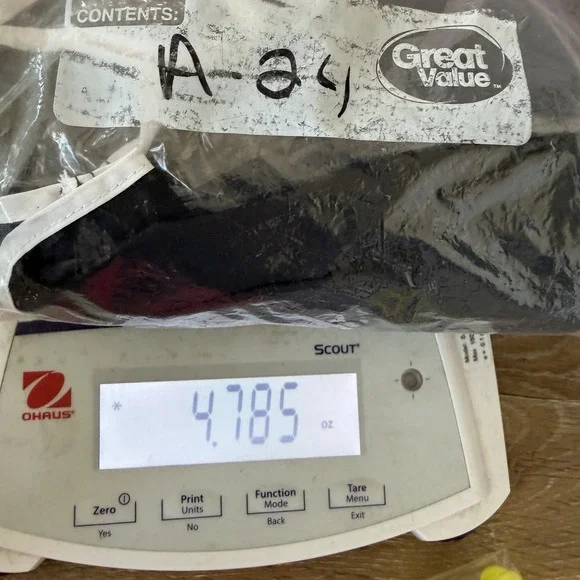 CONTENTS:
A-24
Great
Value™
SCOUT®
OHAUS®
* 4.785 oz
Zero
Yes
Print
Units
No
Function
Mode
Back
Tare
Menu
Exit